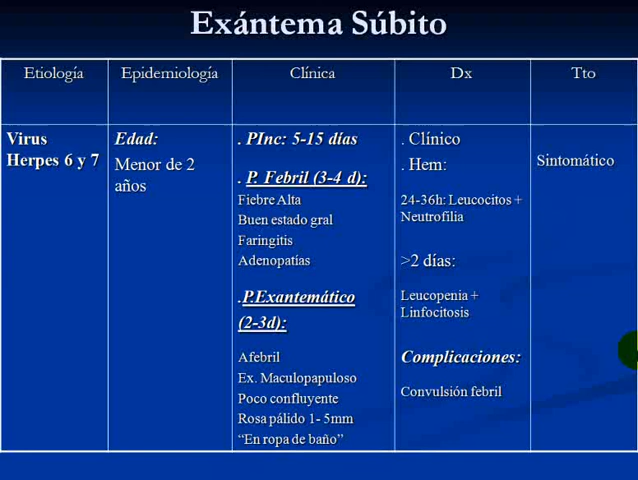 Exántema Súbito
Etiología
Epidemiología
Clínica
Dx
Tto
Virus
Herpes 6 y 7
Edad:
Menor de 2
años
. PInc: 5-15 días
. P. Febril (3-4 d):
Fiebre Alta
Buen estado gral
Faringitis
Adenopatías
.P.Exantemático
(2-3d):
Afebril
Ex. Maculopapuloso
Poco confluyente
Rosa pálido 1- 5mm
“En ropa de baño”
. Clínico
. Hem:
24-36h: Leucocitos +
Neutrofilia
>2 días:
Leucopenia +
Linfocitosis
Complicaciones:
Convulsión febril
Sintomático